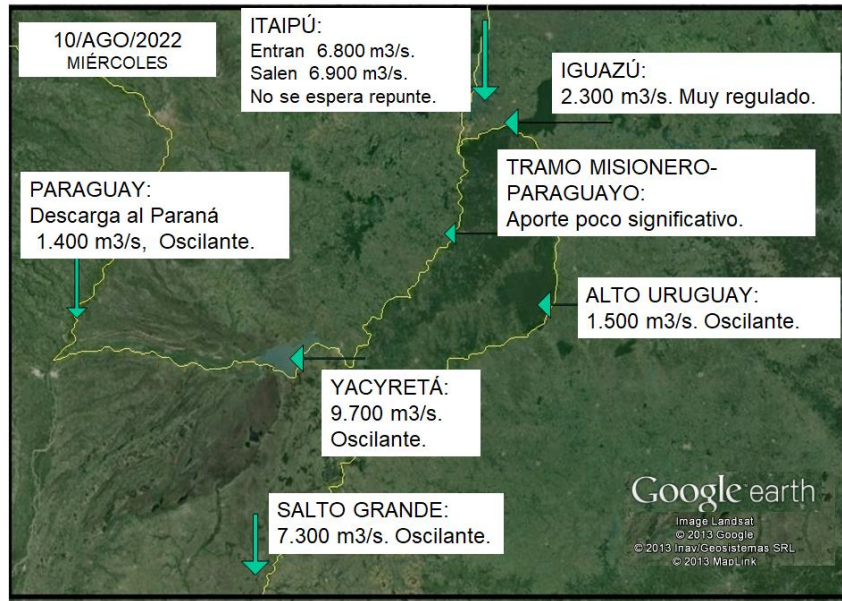 10/AGO/2022
MIÉRCOLES
ITAIPÚ:
Entran 6.800 m3/s.
Salen 6.900 m3/s.
No se espera repunte.
IGUAZÚ:
2.300 m3/s. Muy regulado.
TRAMO MISIONERO-
PARAGUAYO:
Aporte poco significativo.
PARAGUAY:
Descarga al Paraná
1.400 m3/s, Oscilante.
ALTO URUGUAY:
1.500 m3/s. Oscilante.
YACYRETÁ:
9.700 m3/s.
Oscilante.
SALTO GRANDE:
7.300 m3/s. Oscilante.
Google earth
Image Landsat
© 2013 Google
© 2013 Inav/Geosistemas SRL
© 2013 MapLink